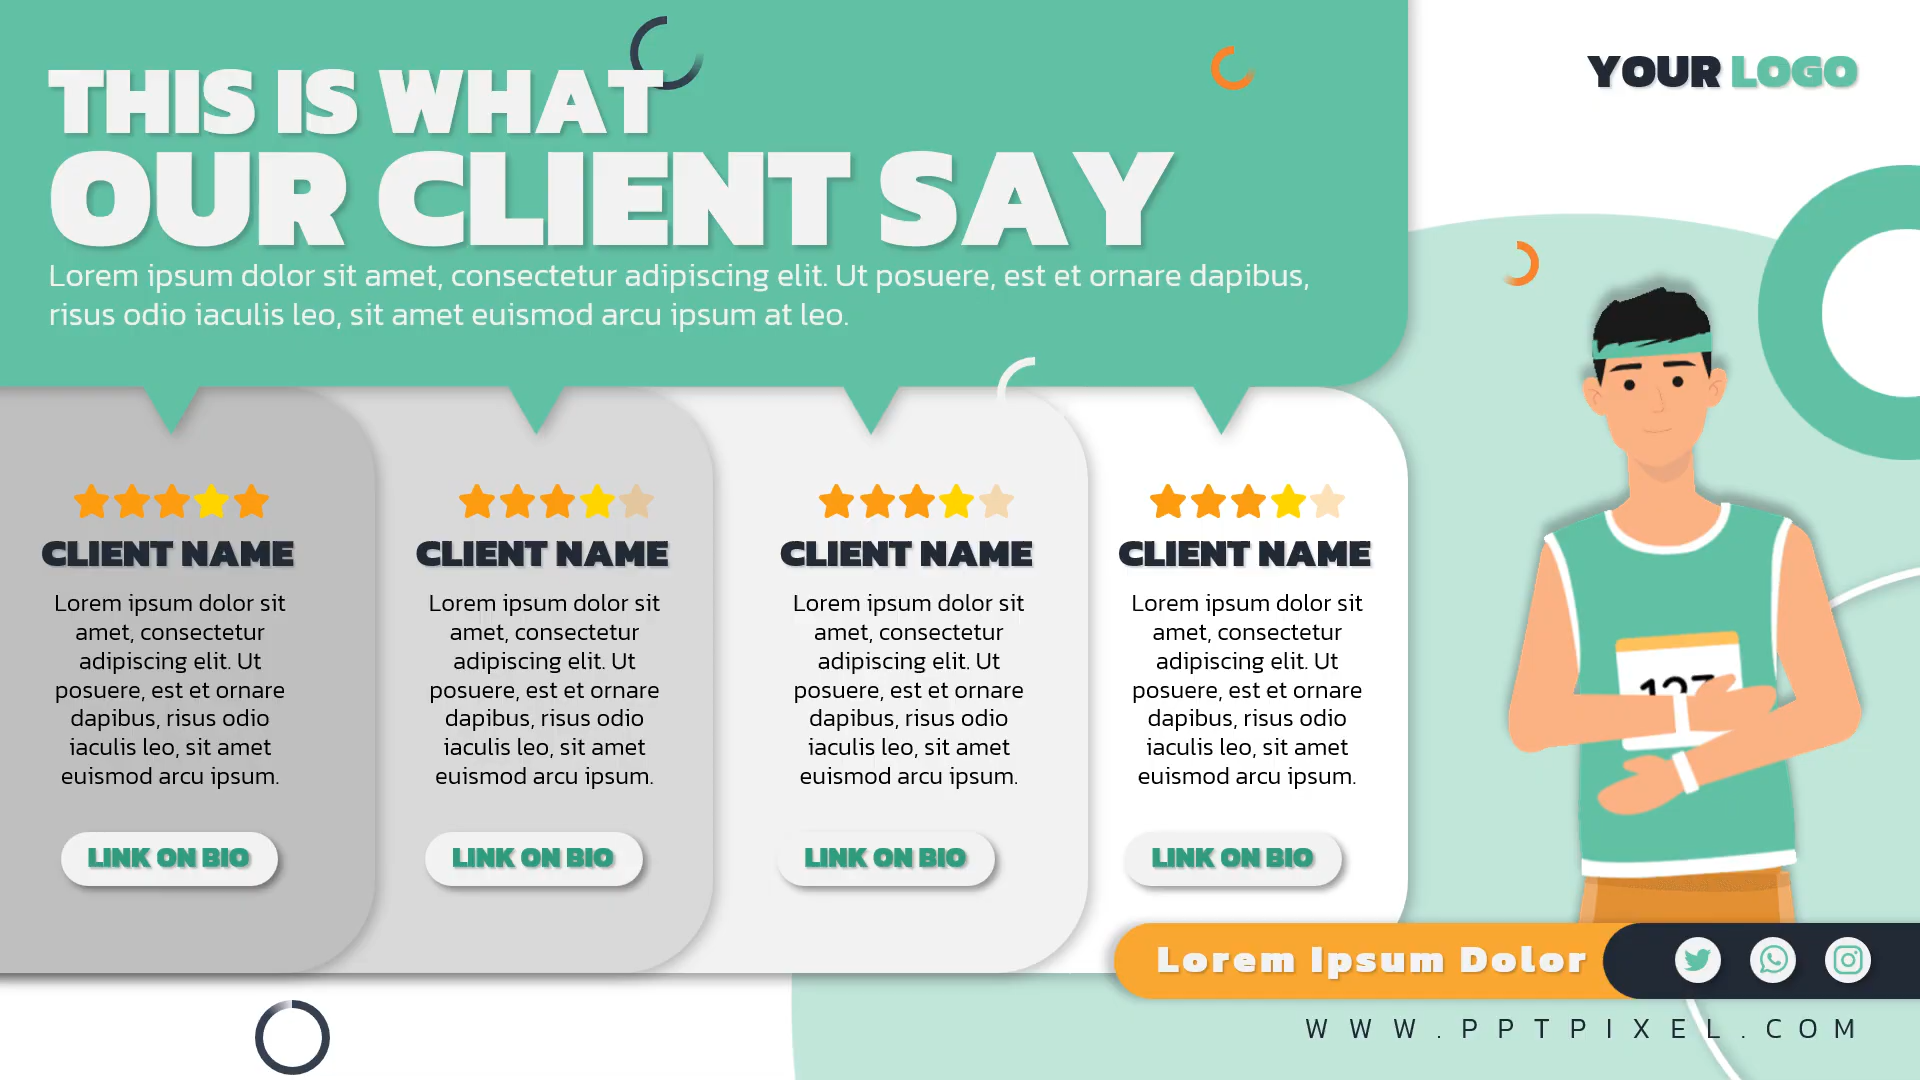 THIS IS WHAT
OUR CLIENT SAY
Lorem ipsum dolor sit amet, consectetur adipiscing elit. Ut posuere, est et ornare dapibus,
risus odio iaculis leo, sit amet euismod arcu ipsum at leo.
YOUR LOGO
CLIENT NAME
Lorem ipsum dolor sit
amet, consectetur
adipiscing elit. Ut
posuere, est et ornare
dapibus, risus odio
iaculis leo, sit amet
euismod arcu ipsum.
LINK ON BIO
CLIENT NAME
Lorem ipsum dolor sit
amet, consectetur
adipiscing elit. Ut
posuere, est et ornare
dapibus, risus odio
iaculis leo, sit amet
euismod arcu ipsum.
LINK ON BIO
CLIENT NAME
Lorem ipsum dolor sit
amet, consectetur
adipiscing elit. Ut
posuere, est et ornare
dapibus, risus odio
iaculis leo, sit amet
euismod arcu ipsum.
LINK ON BIO
CLIENT NAME
Lorem ipsum dolor sit
amet, consectetur
adipiscing elit. Ut
posuere, est et ornare
dapibus, risus odio
iaculis leo, sit amet
euismod arcu ipsum.
LINK ON BIO
Lorem Ipsum Dolor
WWW.PPTPIXEL.COM